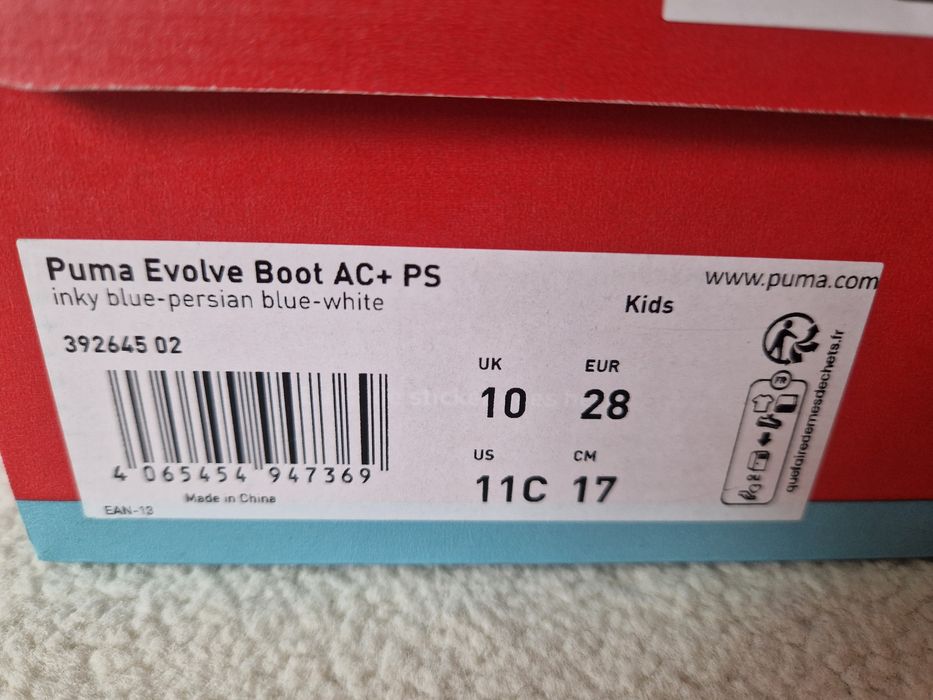 Puma Evolve Boot AC+ PS
inky blue-persian blue-white
www.puma.com
Kids
392645 02
UK
10
EUR
28
US
11C
CM
17
4 065454 947369
Made in China
EAN-13
FR
quefairedemesdechets.fr